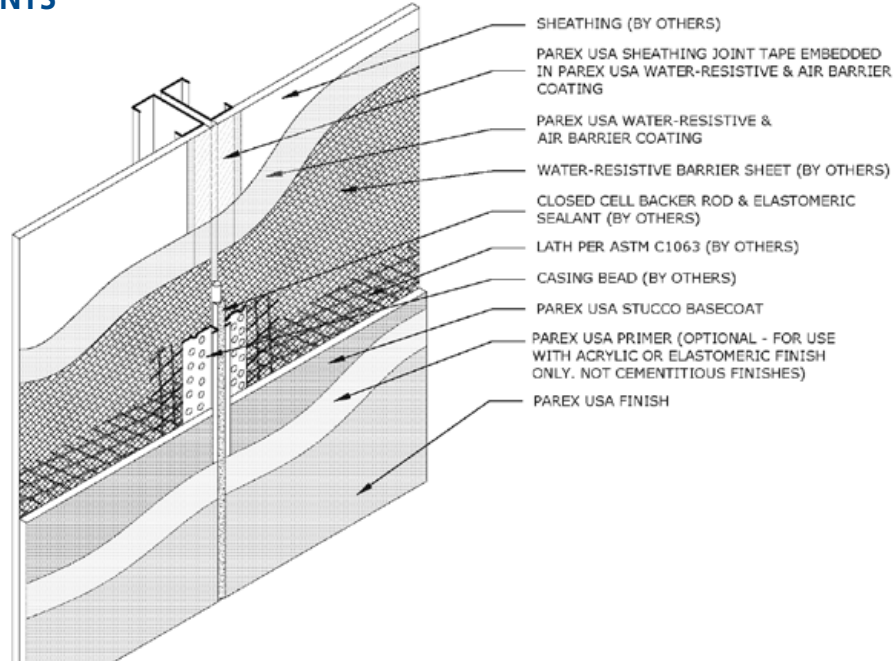 SHEATHING (BY OTHERS)
PAREX USA SHEATHING JOINT TAPE EMBEDDED
IN PAREX USA WATER-RESISTIVE & AIR BARRIER
COATING
PAREX USA WATER-RESISTIVE &
AIR BARRIER COATING
WATER-RESISTIVE BARRIER SHEET (BY OTHERS)
CLOSED CELL BACKER ROD & ELASTOMERIC
SEALANT (BY OTHERS)
LATH PER ASTM C1063 (BY OTHERS)
CASING BEAD (BY OTHERS)
PAREX USA STUCCO BASECOAT
PAREX USA PRIMER (OPTIONAL - FOR USE
WITH ACRYLIC OR ELASTOMERIC FINISH
ONLY. NOT CEMENTITIOUS FINISHES)
PAREX USA FINISH